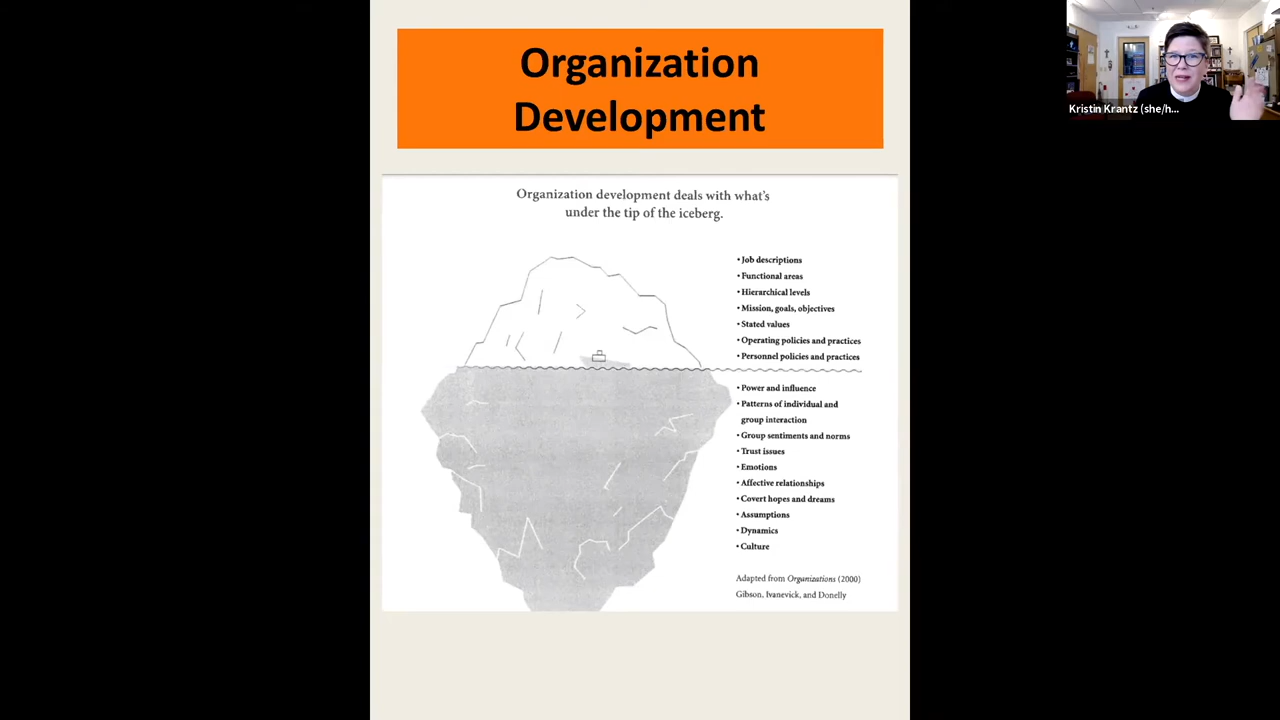 Organization
Development
Kristin Krantz (she/h...
Organization development deals with what's
under the tip of the iceberg.
• Job descriptions
• Functional areas
• Hierarchical levels
• Mission, goals, objectives
• Stated values
• Operating policies and practices
• Personnel policies and practices
• Power and influence
• Patterns of individual and
group interaction
• Group sentiments and norms
• Trust issues
• Emotions
• Affective relationships
• Covert hopes and dreams
• Assumptions
• Dynamics
• Culture
Adapted from Organizations (2000)
Gibson, Ivanevick, and Donelly